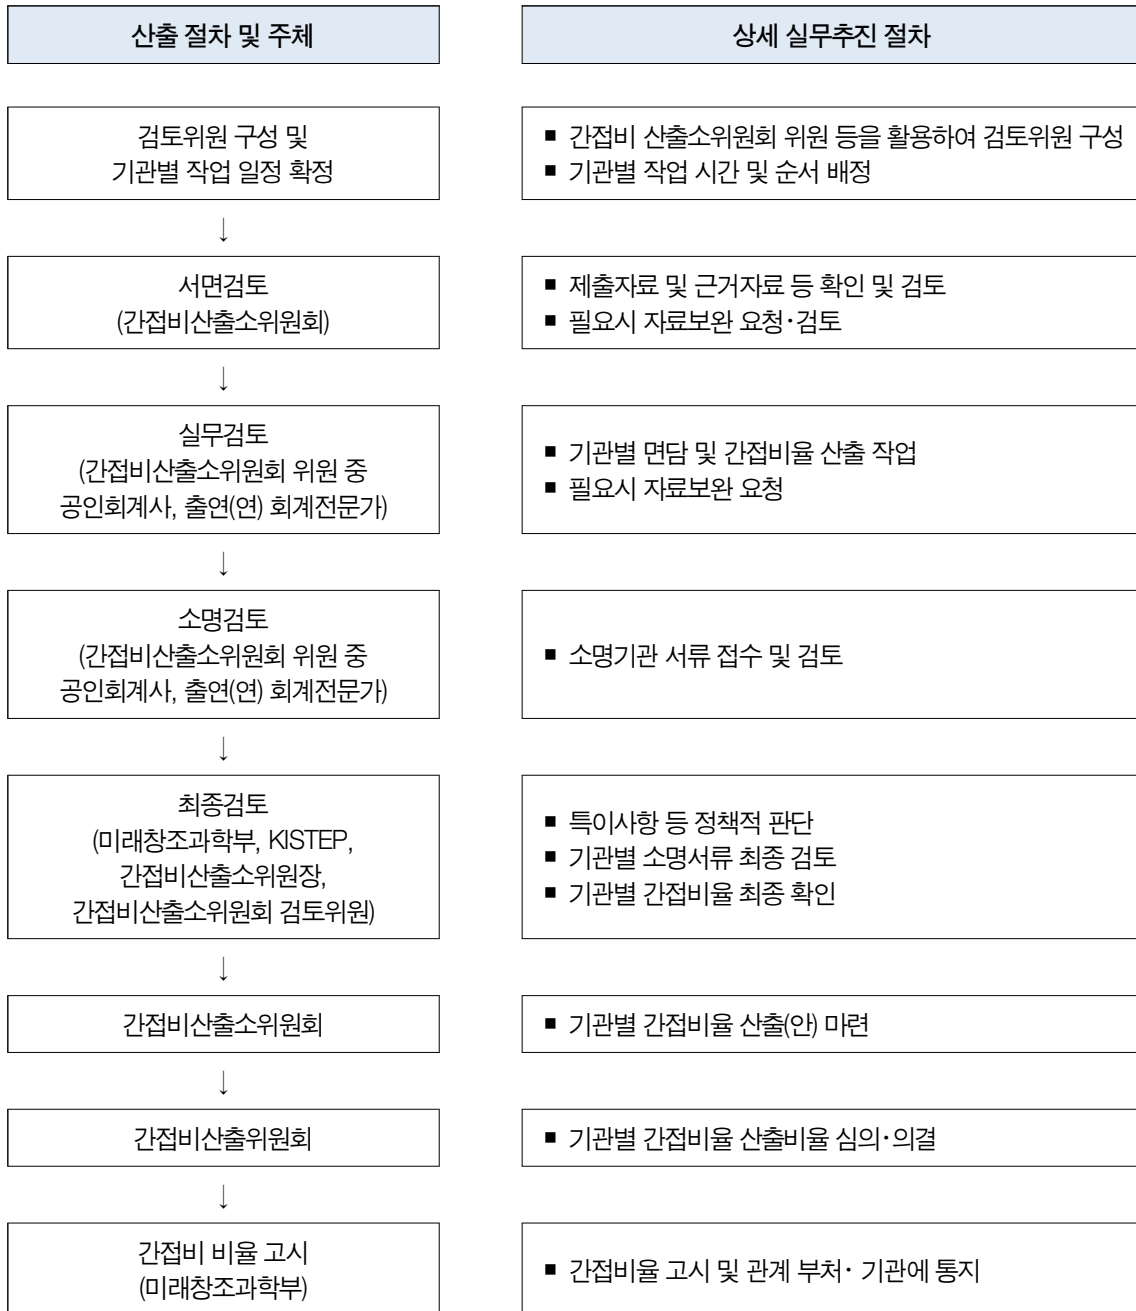 산출 절차 및 주체
상세 실무추진 절차
검토위원 구성 및
기관별 작업 일정 확정
■ 간접비 산출소위원회 위원 등을 활용하여 검토위원 구성
■ 기관별 작업 시간 및 순서 배정
↓
서면검토
(간접비산출소위원회)
■ 제출자료 및 근거자료 등 확인 및 검토
■ 필요시 자료보완 요청·검토
↓
실무검토
(간접비산출소위원회 위원 중
공인회계사, 출연(연) 회계전문가)
■ 기관별 면담 및 간접비율 산출 작업
■ 필요시 자료보완 요청
↓
소명검토
(간접비산출소위원회 위원 중
공인회계사, 출연(연) 회계전문가)
■ 소명기관 서류 접수 및 검토
↓
최종검토
(미래창조과학부, KISTEP,
간접비산출소위원장,
간접비산출소위원회 검토위원)
■ 특이사항 등 정책적 판단
■ 기관별 소명서류 최종 검토
■ 기관별 간접비율 최종 확인
↓
간접비산출소위원회
■ 기관별 간접비율 산출(안) 마련
↓
간접비산출위원회
■ 기관별 간접비율 산출비율 심의·의결
↓
간접비 비율 고시
(미래창조과학부)
■ 간접비율 고시 및 관계 부처· 기관에 통지